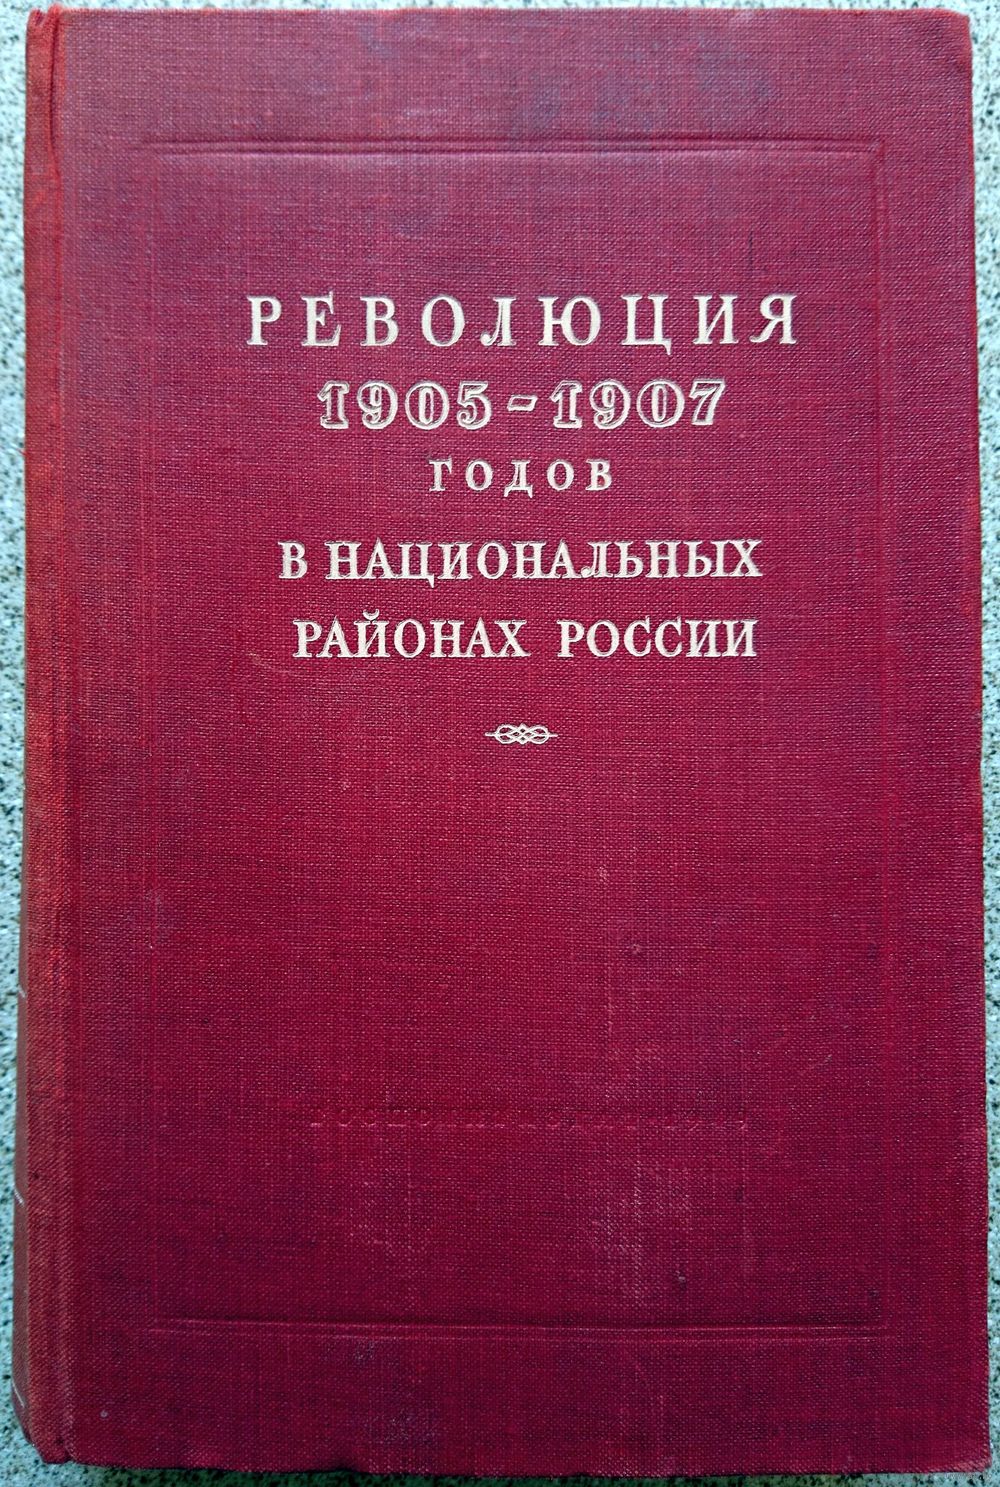 РЕВОЛЮЦИЯ
1905-1907
ГОДОВ
В НАЦИОНАЛЬНЫХ
РАЙОНАХ РОССИИ